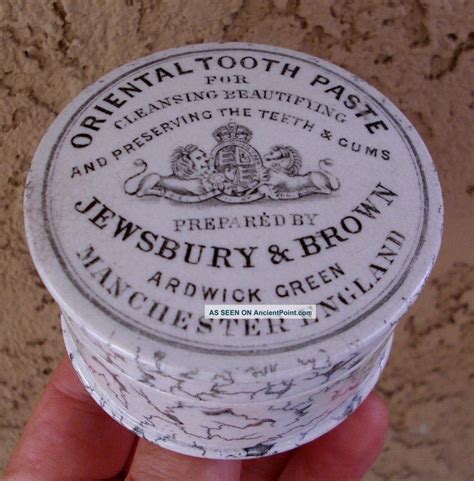 ORIENTAL TOOTH PASTE
FOR
CLEANSING BEAUTIFYING
AND PRESERVING THE TEETH & GUMS
PREPARED BY
JEWSBURY & BROWN
ARDWICK GREEN
MANCHESTER ENGLAND
AS SEEN ON AncientPoint.com